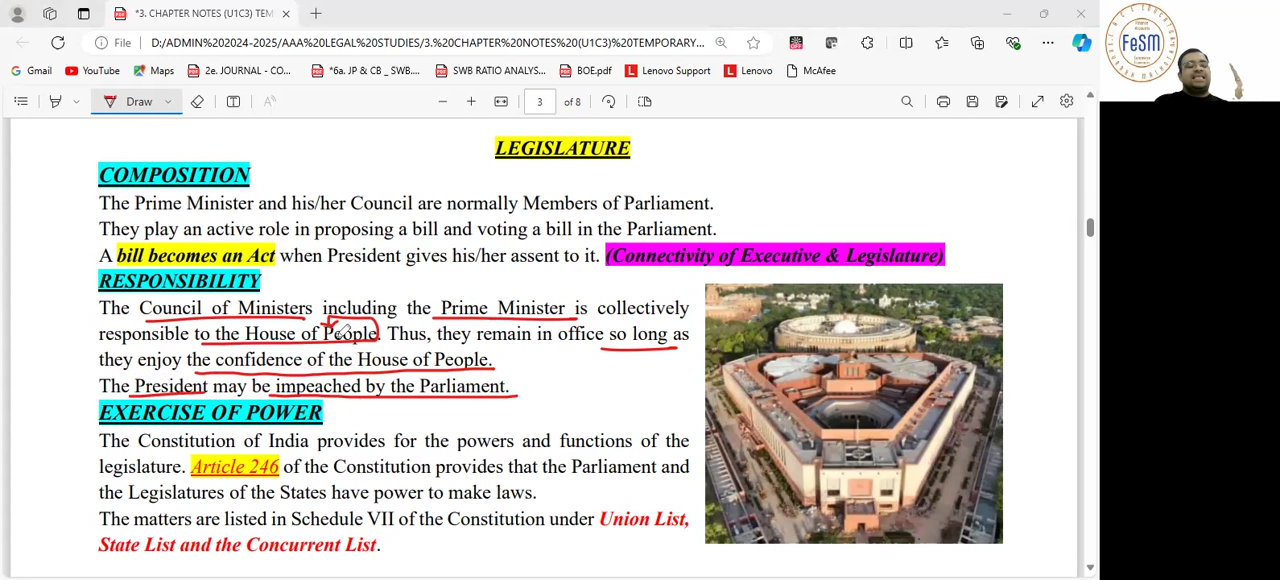 *3. CHAPTER NOTES (U1C3) TEM
File
D:/ADMIN%202024-2025/AAA%20LEGAL%20STUDIES/3.%20CHAPTER%20NOTES%20(U1C3)%20TEMPORARY...
Gmail
YouTube
Maps
2e. JOURNAL - CO...
*6a. JP & CB _ SWB...
SWB RATIO ANALYS...
BOE.pdf
Lenovo Support
Lenovo
McAfee
Draw
3 of 8
FeSM
LEGISLATURE
COMPOSITION
The Prime Minister and his/her Council are normally Members of Parliament.
They play an active role in proposing a bill and voting a bill in the Parliament.
A bill becomes an Act when President gives his/her assent to it. (Connectivity of Executive & Legislature)
RESPONSIBILITY
The Council of Ministers including the Prime Minister is collectively
responsible to the House of People. Thus, they remain in office so long as
they enjoy the confidence of the House of People.
The President may be impeached by the Parliament.
EXERCISE OF POWER
The Constitution of India provides for the powers and functions of the
legislature. Article 246 of the Constitution provides that the Parliament and
the Legislatures of the States have power to make laws.
The matters are listed in Schedule VII of the Constitution under Union List,
State List and the Concurrent List.